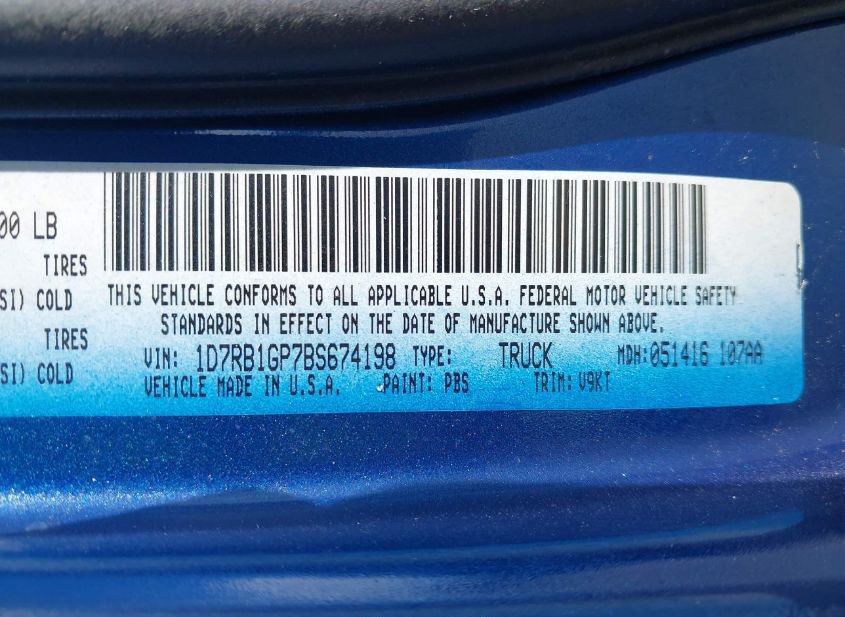 00 LB
TIRES
SI) COLD
TIRES
SI) COLD
THIS VEHICLE CONFORMS TO ALL APPLICABLE U.S.A. FEDERAL MOTOR VEHICLE SAFETY
STANDARDS IN EFFECT ON THE DATE OF MANUFACTURE SHOWN ABOVE.
VIN: 1D7RB1GP7BS674198 TYPE: TRUCK MDH:051416 107AA
VEHICLE MADE IN U.S.A. PAINT: PBS TRIM: V9KT